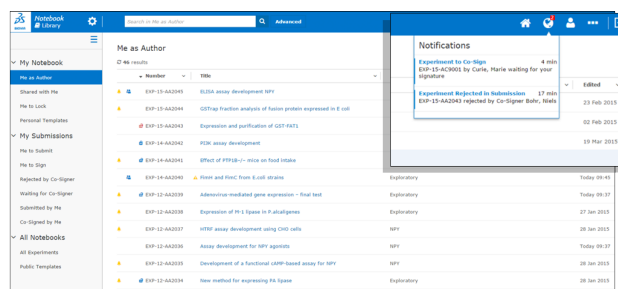 Notebook
Library
Search in Me as Author
Advanced
My Notebook
Me as Author
Shared with Me
Me to Lock
Personal Templates
My Submissions
Me to Submit
Me to Sign
Rejected by Co-Signer
Waiting for Co-Signer
Submitted by Me
Co-Signed by Me
All Notebooks
All Experiments
Public Templates
Me as Author
96 results
Number Title
EXP-15-AA2045 ELISA assay development NPY
EXP-15-AA2044 GSTrap fraction analysis of fusion protein expressed in E coli
EXP-15-AA2043 Expression and purification of GST-FAT1
EXP-14-AA2042 PI3K assay development
EXP-14-AA2041 Effect of PTP1B-/- mice on food intake
EXP-14-AA2040 FimH and FimC from E.coli strains Exploratory Today 09:45
EXP-12-AA2039 Adenovirus-mediated gene expression - final test Exploratory Today 09:37
EXP-12-AA2038 Expression of PF-1 lipase in P.alcaligenes Exploratory 27 Jan 2015
EXP-12-AA2037 HTRF assay development using CHO cells NPY 28 Jan 2015
EXP-12-AA2036 Assay development for NPY agonists NPY Today 09:37
EXP-12-AA2035 Development of a functional cAMP-based assay for NPY NPY 28 Jan 2015
EXP-12-AA2034 New method for expressing PA lipase Exploratory 28 Jan 2015
Notifications
Experiment to Co-Sign 4 min
EXP-15-AC9001 by Curie, Marie waiting for your
signature
Experiment Rejected in Submission 17 min
EXP-15-AA2043 rejected by Co-Signer Bohr, Niels
Edited
23 Feb 2015
02 Feb 2015
19 Mar 2015